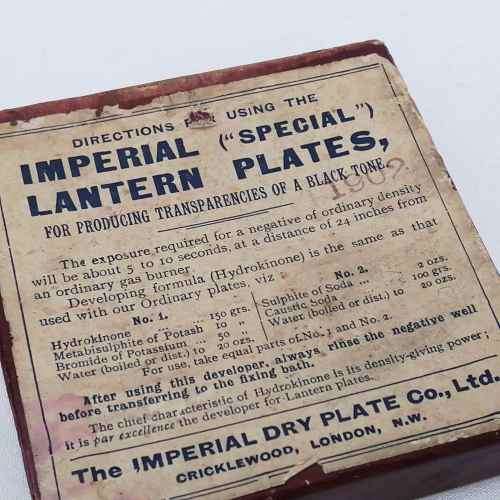 DIRECTIONS FOR USING THE
IMPERIAL ("SPECIAL")
LANTERN PLATES,
FOR PRODUCING TRANSPARENCIES OF A BLACK TONE.
1902
The exposure required for a negative of ordinary density
will be about 5 to 10 seconds, at a distance of 24 inches from
an ordinary gas burner.
Developing formula (Hydrokinone) is the same as that
used with our Ordinary plates, viz
No. 1.
Hydrokinone ... 150 grs.
Metabisulphite of Potash 10 "
Bromide of Potassium ... 50 "
Water (boiled or dist.) to 20 ozs.
No. 2.
Sulphite of Soda ... 2 ozs.
Caustic Soda ... 100 grs.
Water (boiled or dist.) to 20 ozs.
For use, take equal parts of No. 1 and No. 2.
After using this developer, always rinse the negative well
before transferring to the fixing bath.
The chief characteristic of Hydrokinone is its density-giving power;
it is par excellence the developer for Lantern plates.
The IMPERIAL DRY PLATE Co., Ltd.
CRICKLEWOOD, LONDON, N.W.